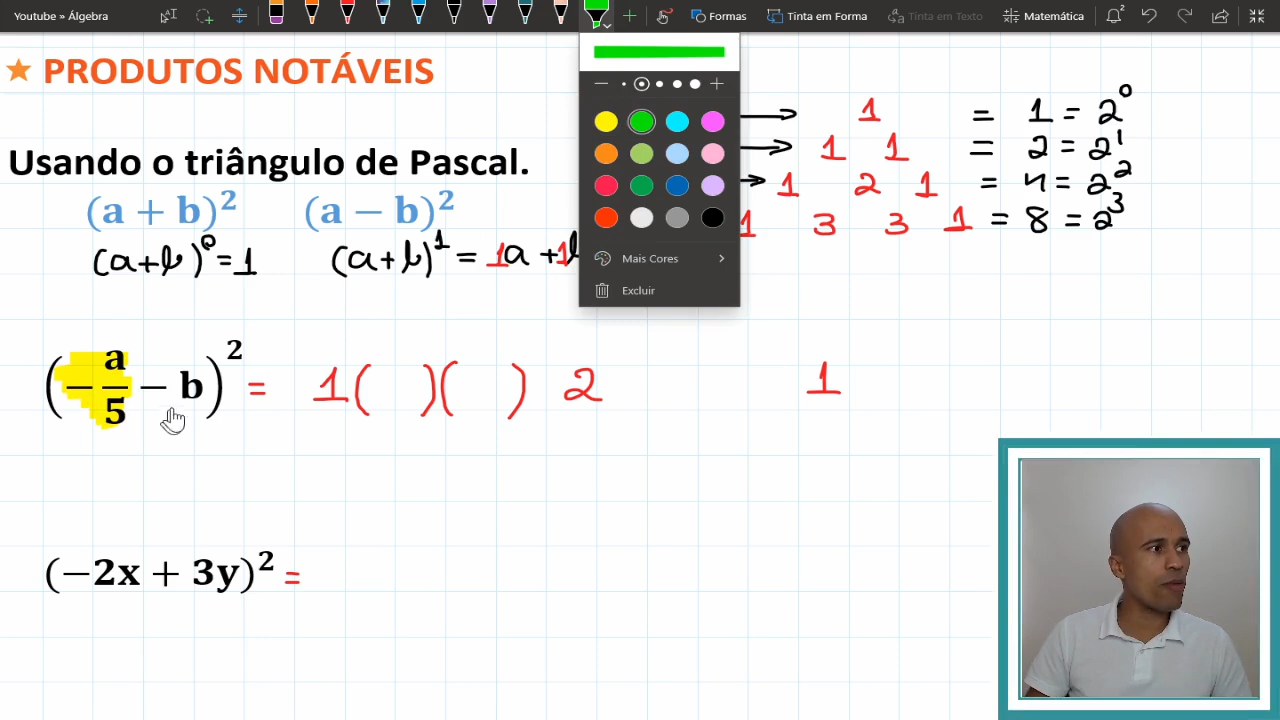 Youtube » Álgebra
Formas
Tinta em Forma
Tinta em Texto
Matemática
2
PRODUTOS NOTÁVEIS
Usando o triângulo de Pascal.
(a + b)² (a − b)²
(a+b)⁰ = 1 (a+b)¹ = 1a + 1b
1 = 1 = 2⁰
1 1 = 2 = 2¹
1 2 1 = 4 = 2²
1 3 3 1 = 8 = 2³
Mais Cores
Excluir
(− a/5 − b)² = 1( )( ) 2 1
(−2x + 3y)² =